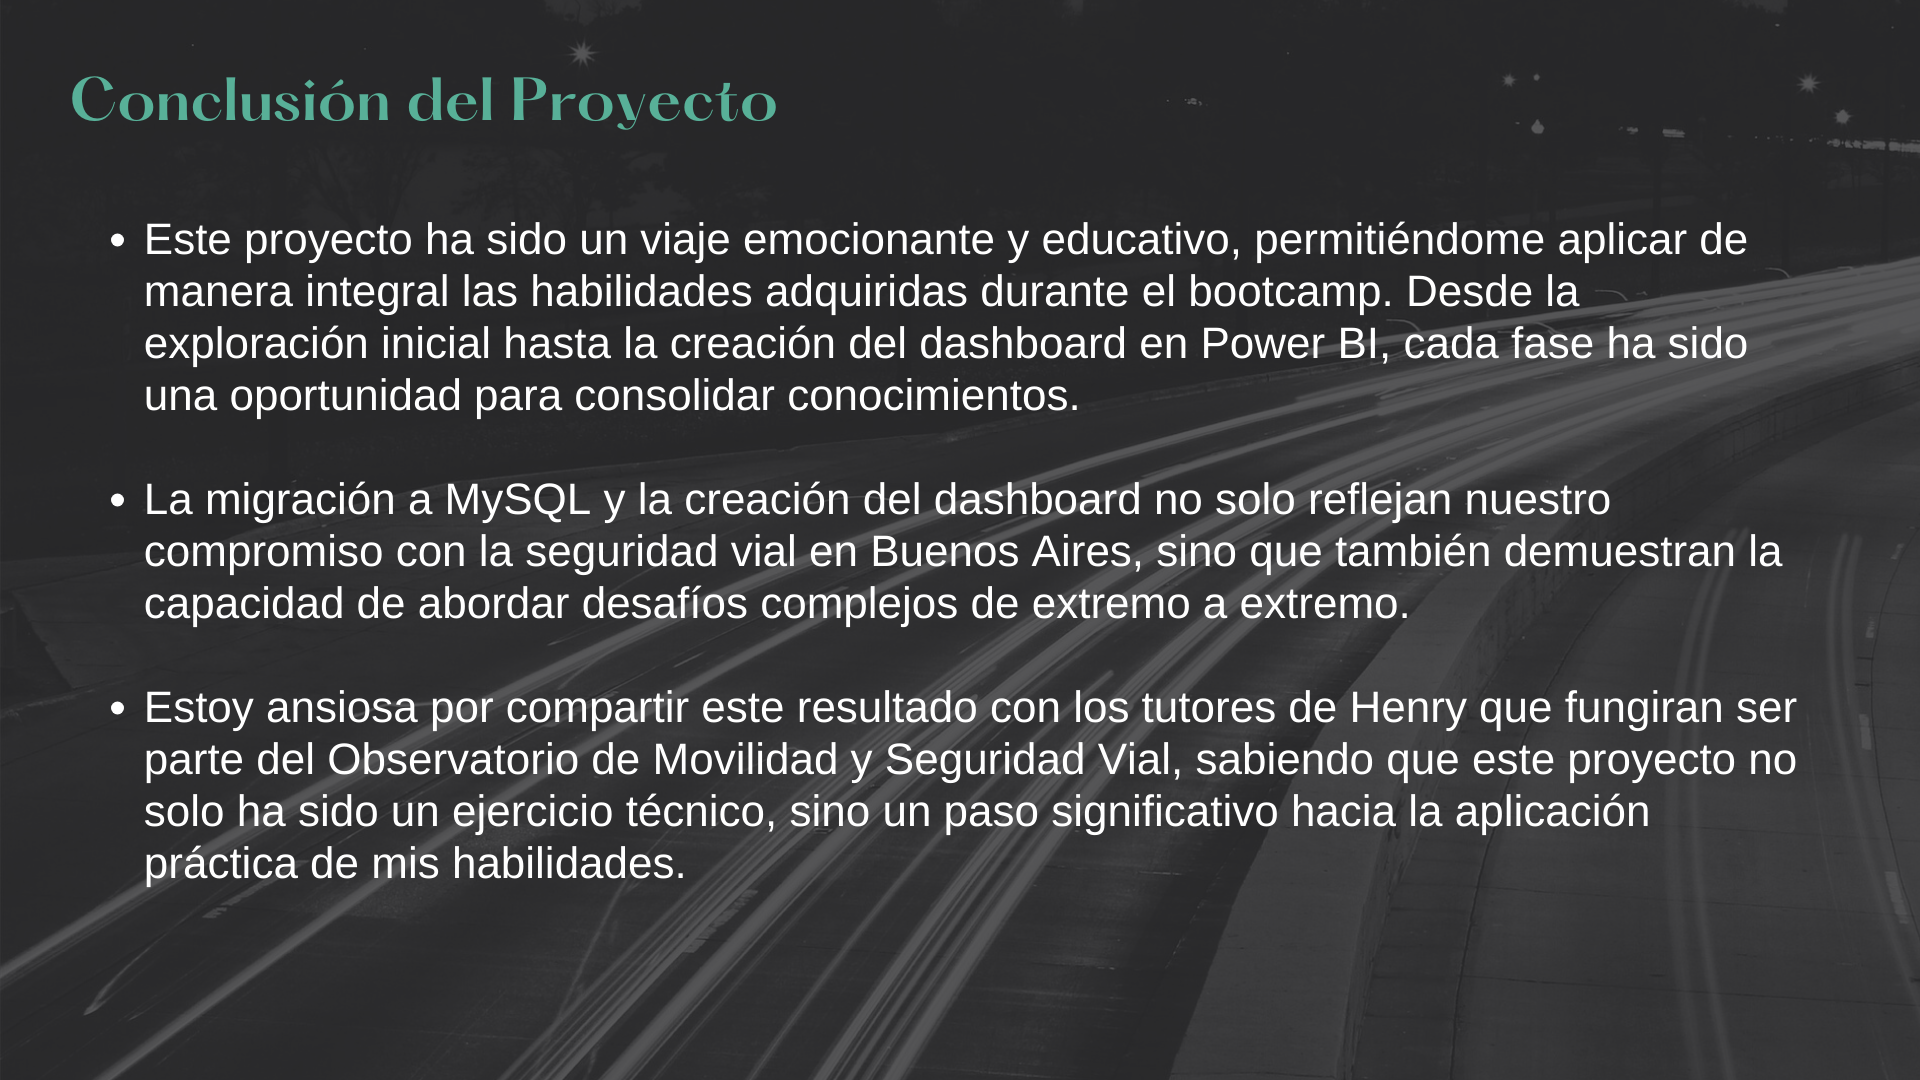 Conclusión del Proyecto
• Este proyecto ha sido un viaje emocionante y educativo, permitiéndome aplicar de
manera integral las habilidades adquiridas durante el bootcamp. Desde la
exploración inicial hasta la creación del dashboard en Power BI, cada fase ha sido
una oportunidad para consolidar conocimientos.
• La migración a MySQL y la creación del dashboard no solo reflejan nuestro
compromiso con la seguridad vial en Buenos Aires, sino que también demuestran la
capacidad de abordar desafíos complejos de extremo a extremo.
• Estoy ansiosa por compartir este resultado con los tutores de Henry que fungiran ser
parte del Observatorio de Movilidad y Seguridad Vial, sabiendo que este proyecto no
solo ha sido un ejercicio técnico, sino un paso significativo hacia la aplicación
práctica de mis habilidades.